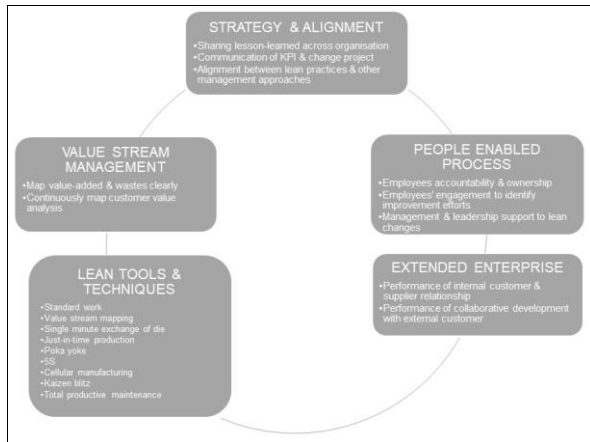 STRATEGY & ALIGNMENT
•Sharing lesson-learned across organisation
•Communication of KPI & change project
•Alignment between lean practices & other
management approaches
VALUE STREAM
MANAGEMENT
•Map value-added & wastes clearly
•Continuously map customer value
analysis
PEOPLE ENABLED
PROCESS
•Employees accountability & ownership
•Employees' engagement to identify
improvement efforts
•Management & leadership support to lean
changes
LEAN TOOLS &
TECHNIQUES
•Standard work
•Value stream mapping
•Single minute exchange of die
•Just-in-time production
•Poka yoke
•5S
•Cellular manufacturing
•Kaizen blitz
•Total productive maintenance
EXTENDED ENTERPRISE
•Performance of internal customer &
supplier relationship
•Performance of collaborative development
with external customer